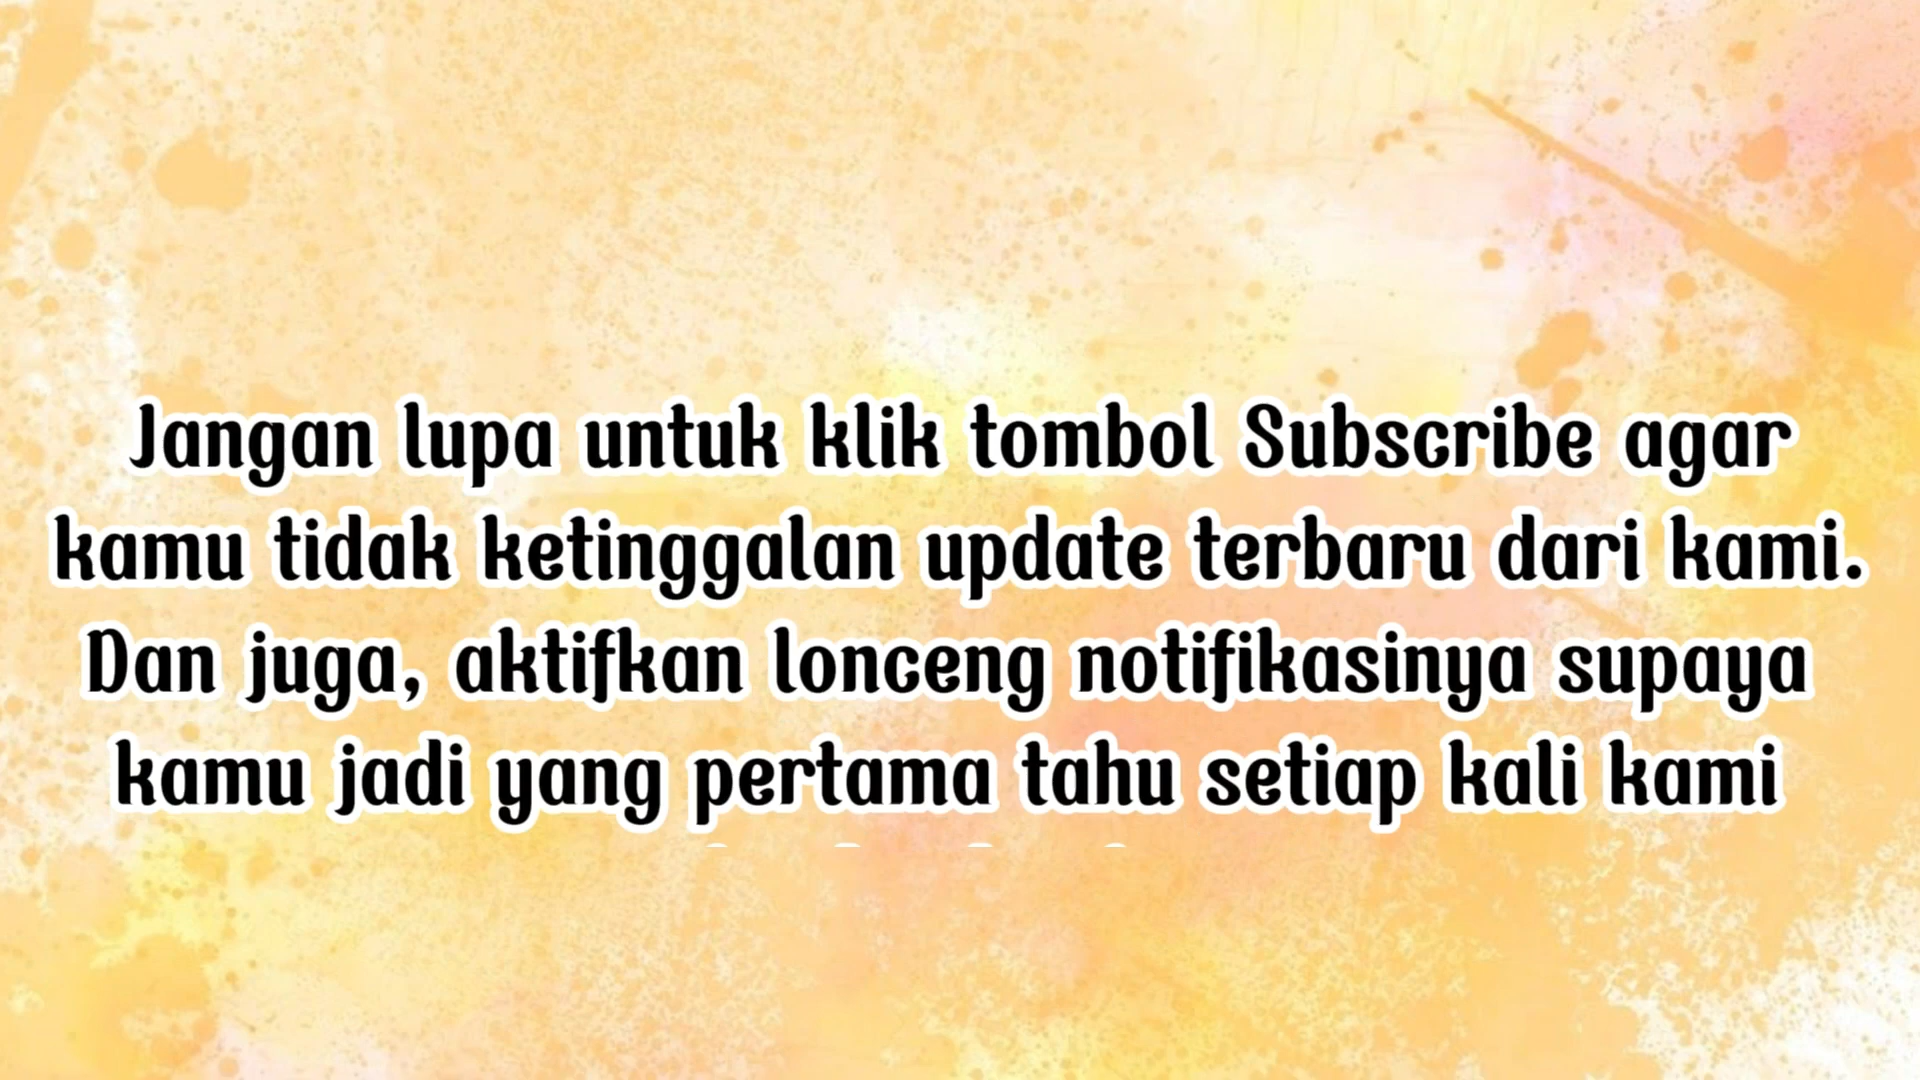 Jangan lupa untuk klik tombol Subscribe agar
kamu tidak ketinggalan update terbaru dari kami.
Dan juga, aktifkan lonceng notifikasinya supaya
kamu jadi yang pertama tahu setiap kali kami